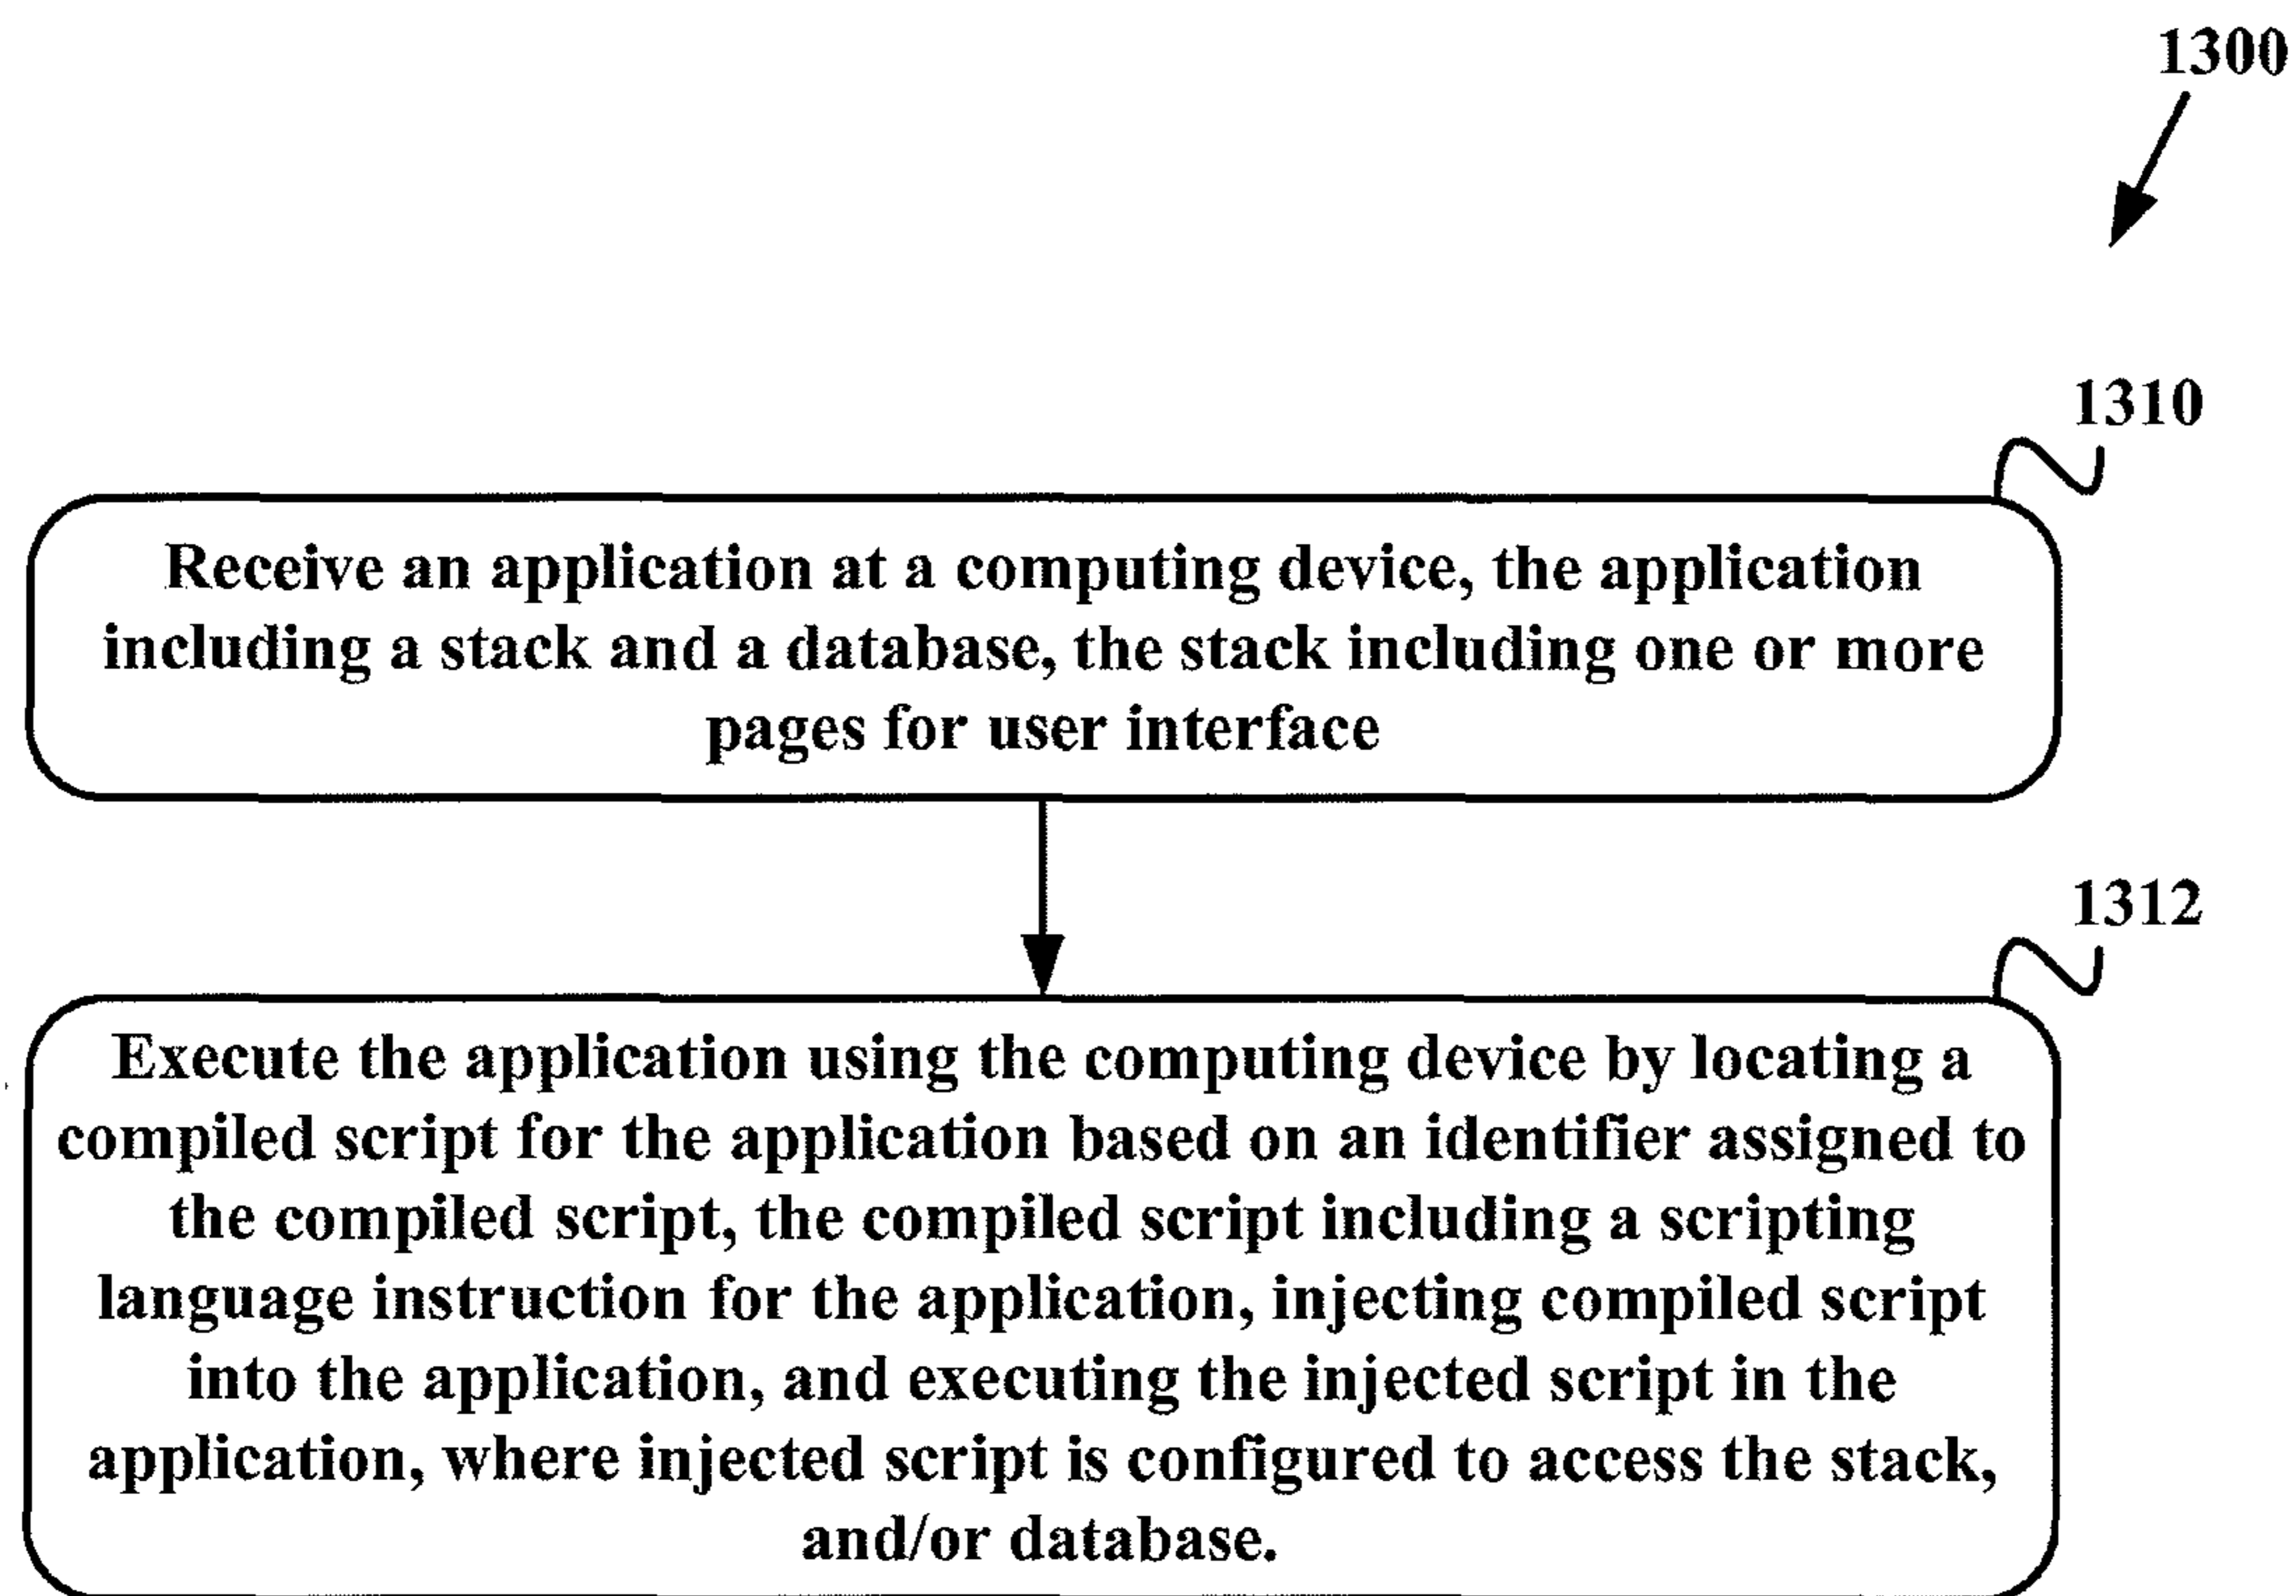 1300
1310
Receive an application at a computing device, the application
including a stack and a database, the stack including one or more
pages for user interface
1312
Execute the application using the computing device by locating a
compiled script for the application based on an identifier assigned to
the compiled script, the compiled script including a scripting
language instruction for the application, injecting compiled script
into the application, and executing the injected script in the
application, where injected script is configured to access the stack,
and/or database.